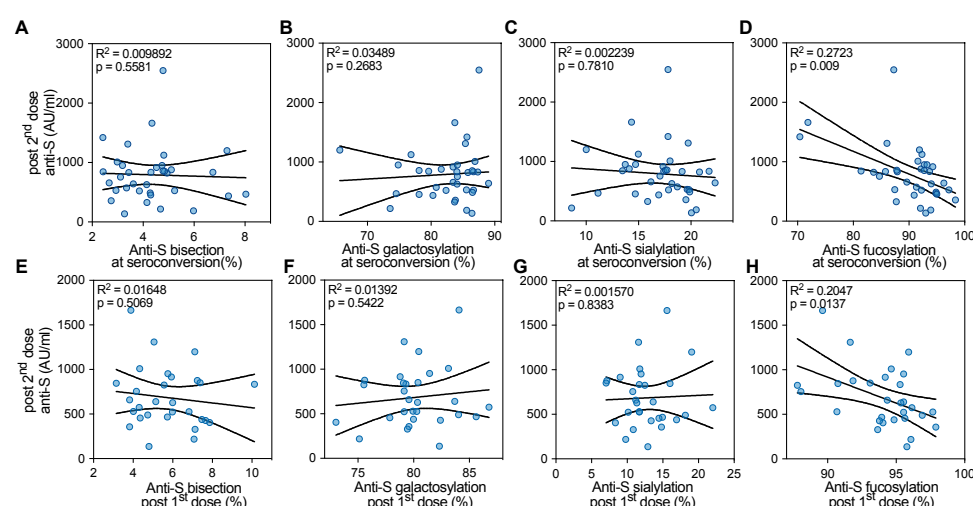 A
B
C
D
R2 = 0.009892
p = 0.5581
R2 = 0.03489
p = 0.2683
R2 = 0.002239
p = 0.7810
R2 = 0.2723
p = 0.009
post 2nd dose
anti-S (AU/ml)
3000
2000
1000
0
3000
2000
1000
0
3000
2000
1000
0
3000
2000
1000
0
2 4 6 8
70 80 90
10 15 20
70 80 90 100
Anti-S bisection
at seroconversion(%)
Anti-S galactosylation
at seroconversion (%)
Anti-S sialylation
at seroconversion (%)
Anti-S fucosylation
at seroconversion (%)
E
F
G
H
R2 = 0.01648
p = 0.5069
R2 = 0.01392
p = 0.5422
R2 = 0.001570
p = 0.8383
R2 = 0.2047
p = 0.0137
post 2nd dose
anti-S (AU/ml)
2000
1500
1000
500
0
2000
1500
1000
500
0
2000
1500
1000
500
0
2000
1500
1000
500
0
2 4 6 8 10
75 80 85
0 5 10 15 20 25
90 95 100
Anti-S bisection
post 1st dose (%)
Anti-S galactosylation
post 1st dose (%)
Anti-S sialylation
post 1st dose (%)
Anti-S fucosylation
post 1st dose (%)